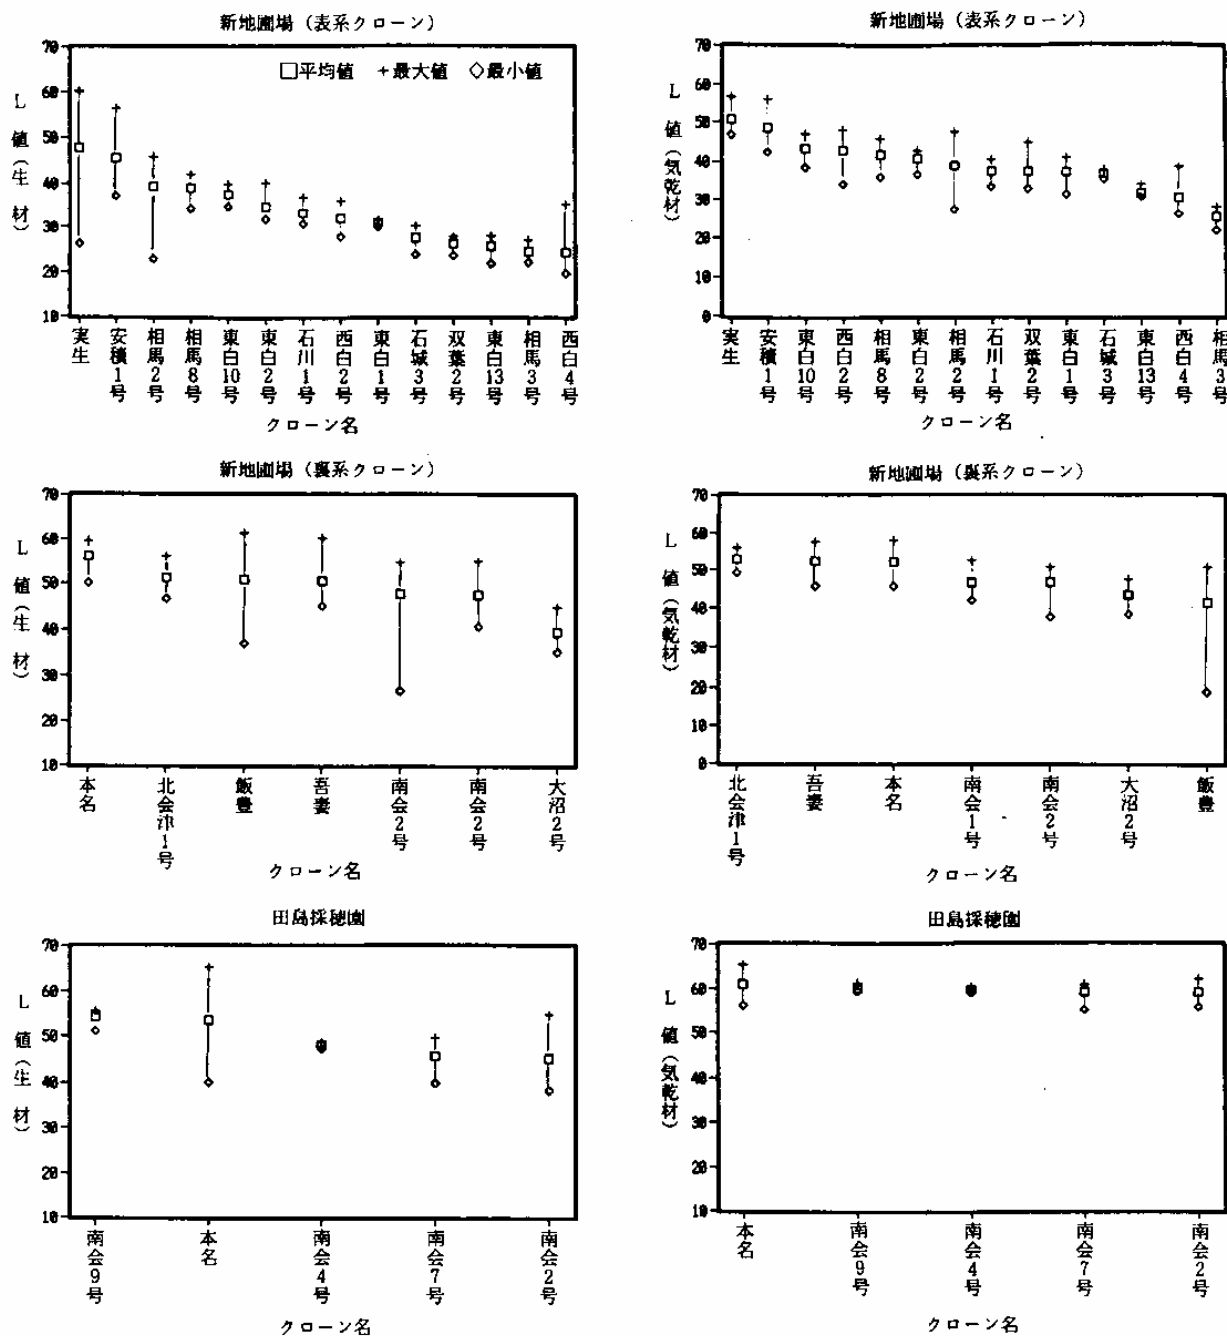 新地圃場（表系クローン）
L 値（生 材）
70
60
50
40
30
20
10
□平均値 +最大値 ◇最小値
実生
安積1号
相馬2号
相馬8号
東白10号
東白2号
石川1号
西白2号
東白1号
石城3号
双葉2号
東白13号
相馬3号
西白4号
クローン名
新地圃場（表系クローン）
L 値（気乾材）
70
60
50
40
30
20
10
0
実生
安積1号
東白10号
西白2号
相馬8号
東白2号
相馬2号
石川1号
双葉2号
東白1号
石城3号
東白13号
西白4号
相馬3号
クローン名
新地圃場（裏系クローン）
L 値（生 材）
70
60
50
40
30
20
10
本名
北会津1号
飯豊
吾妻
南会2号
南会2号
大沼2号
クローン名
新地圃場（裏系クローン）
L 値（気乾材）
70
60
50
40
30
20
10
0
北会津1号
吾妻
本名
南会1号
南会2号
大沼2号
飯豊
クローン名
田島採穂園
L 値（生 材）
70
60
50
40
30
20
10
南会9号
本名
南会4号
南会7号
南会2号
クローン名
田島採穂園
L 値（気乾材）
70
60
50
40
30
20
10
本名
南会9号
南会4号
南会7号
南会2号
クローン名